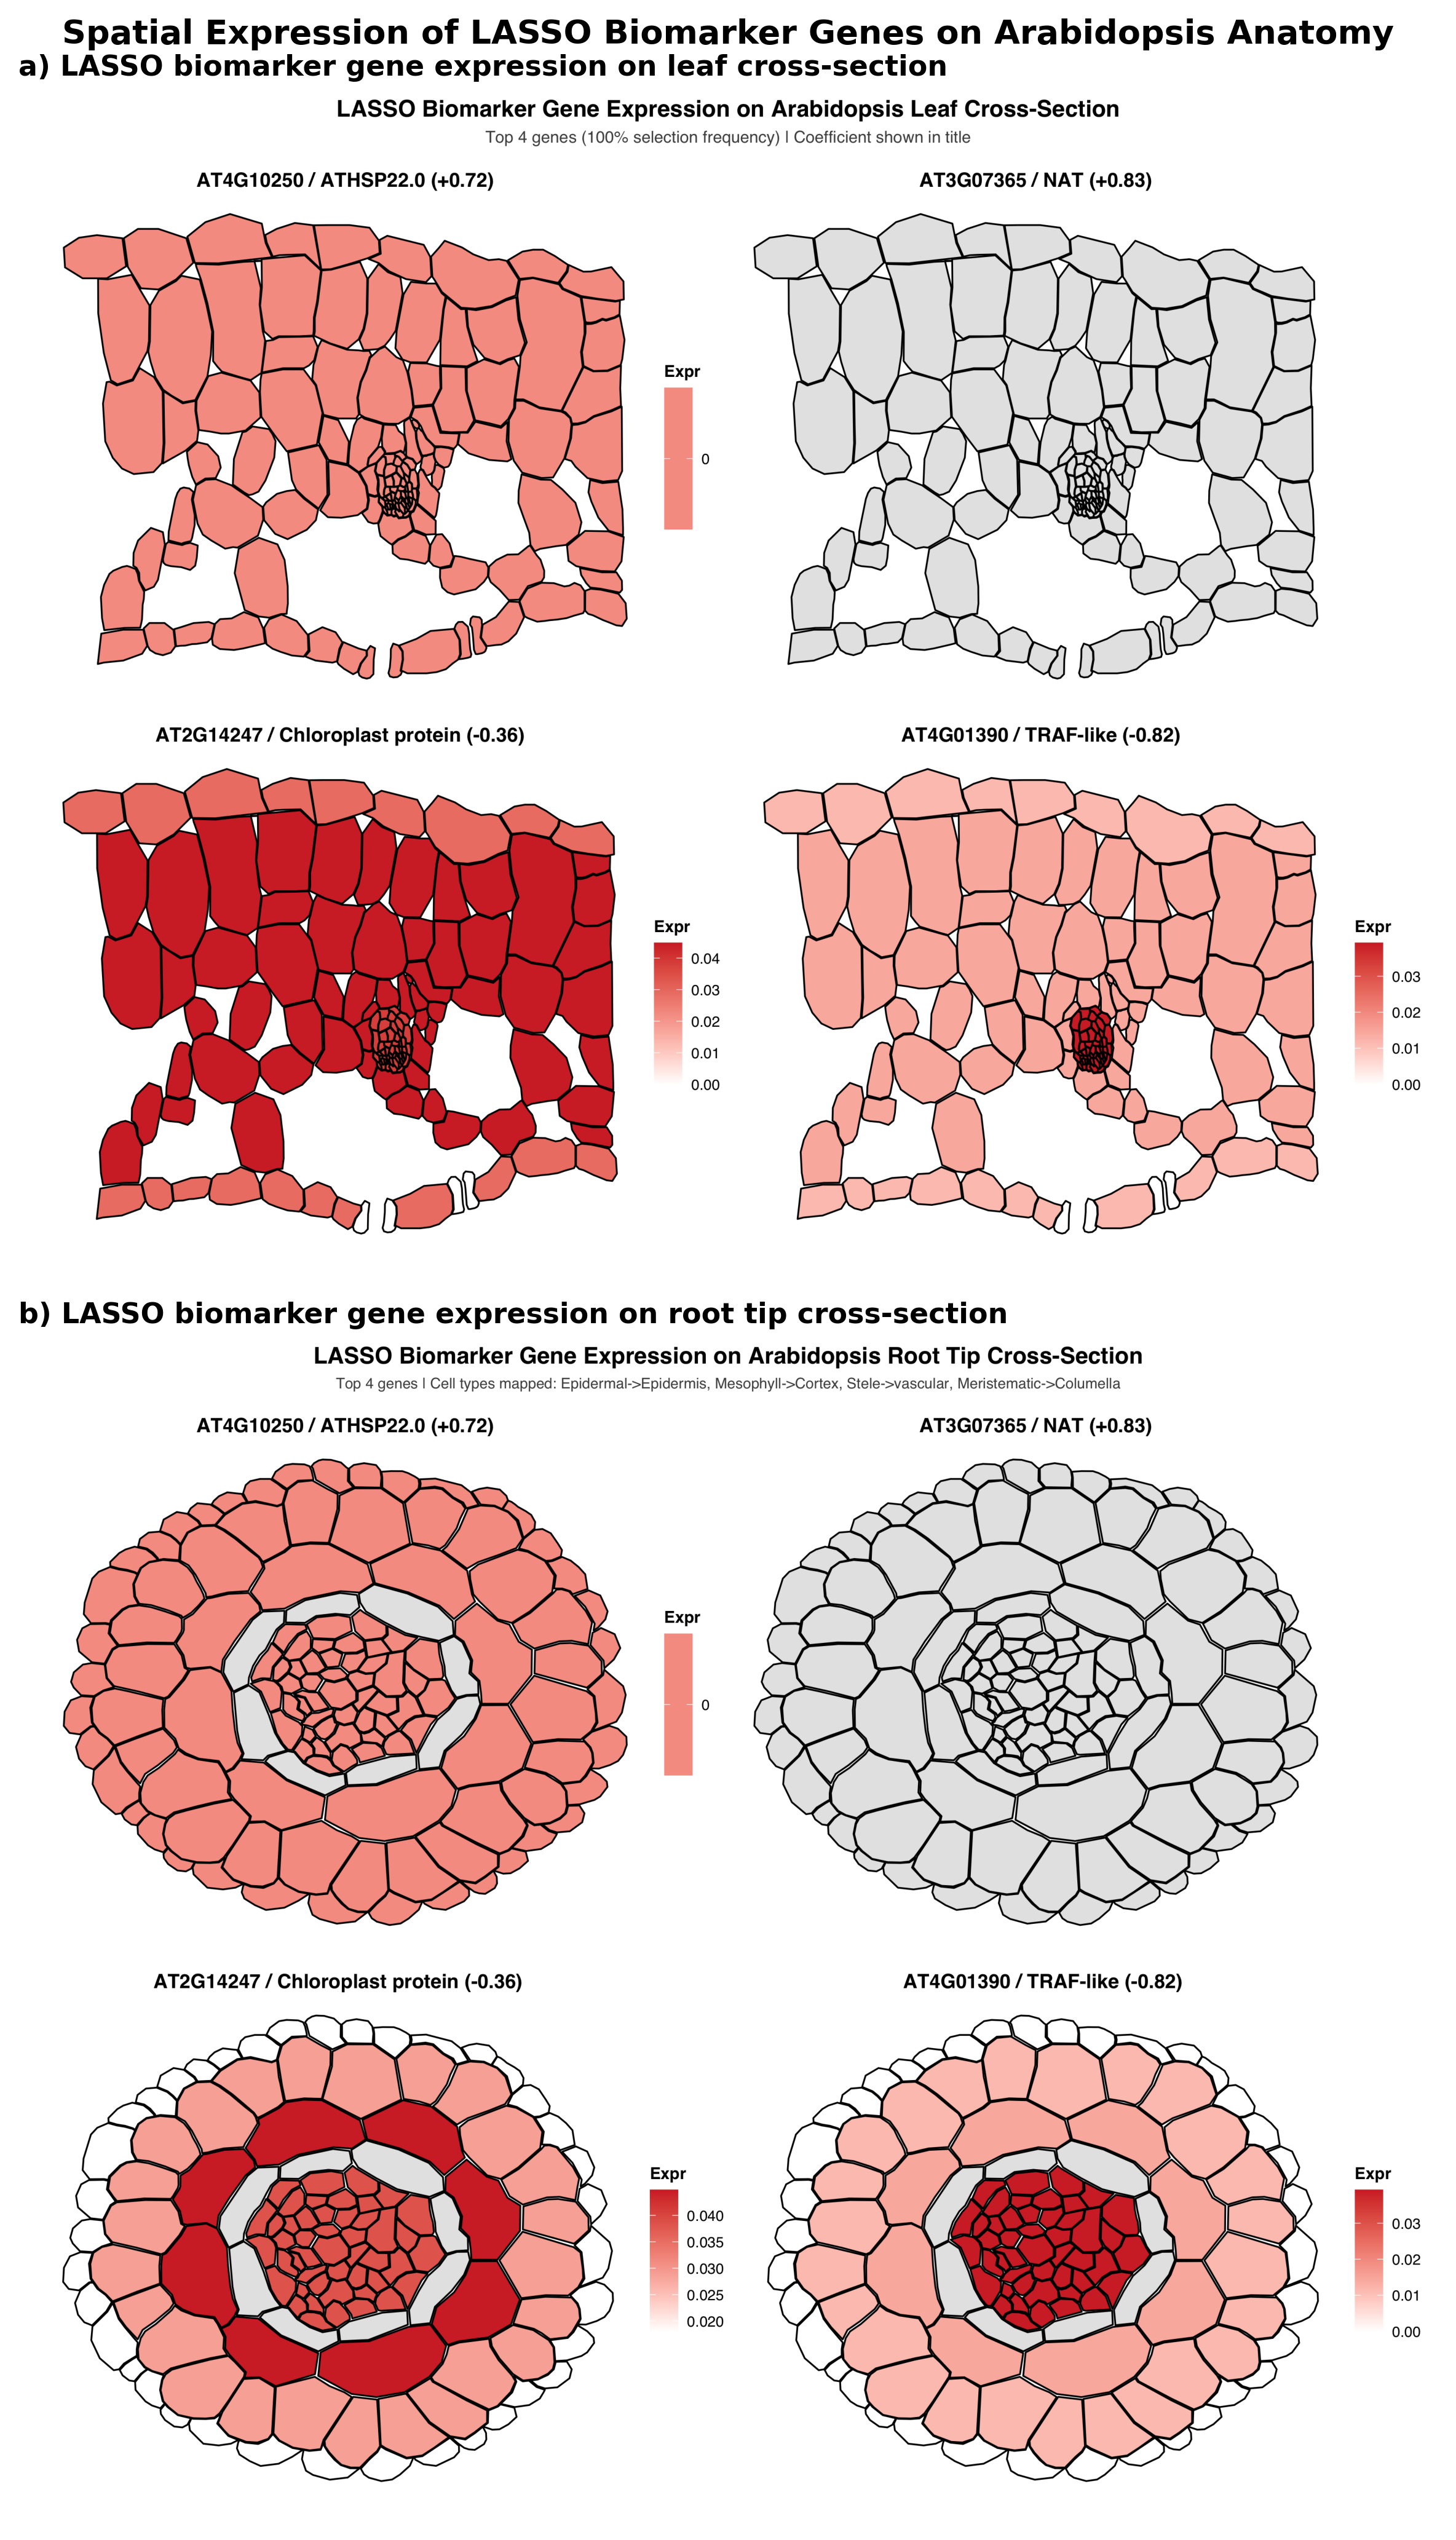 Spatial Expression of LASSO Biomarker Genes on Arabidopsis Anatomy
a) LASSO biomarker gene expression on leaf cross-section
LASSO Biomarker Gene Expression on Arabidopsis Leaf Cross-Section
Top 4 genes (100% selection frequency) | Coefficient shown in title
AT4G10250 / ATHSP22.0 (+0.72)
AT3G07365 / NAT (+0.83)
Expr
0
AT2G14247 / Chloroplast protein (-0.36)
AT4G01390 / TRAF-like (-0.82)
Expr
0.04
0.03
0.02
0.01
0.00
Expr
0.03
0.02
0.01
0.00
b) LASSO biomarker gene expression on root tip cross-section
LASSO Biomarker Gene Expression on Arabidopsis Root Tip Cross-Section
Top 4 genes | Cell types mapped: Epidermal->Epidermis, Mesophyll->Cortex, Stele->vascular, Meristematic->Columella
AT4G10250 / ATHSP22.0 (+0.72)
AT3G07365 / NAT (+0.83)
Expr
0
AT2G14247 / Chloroplast protein (-0.36)
AT4G01390 / TRAF-like (-0.82)
Expr
0.040
0.035
0.030
0.025
0.020
Expr
0.03
0.02
0.01
0.00